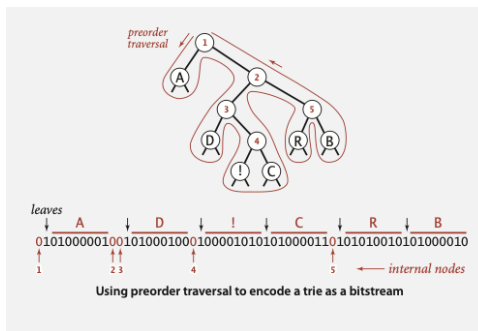 preorder
traversal
1
A
2
3
5
D
4
R
B
!
C
leaves
A D ! C R B
01010000010010100010001000010101010000110101010010101000010
1 2 3 4 5 internal nodes
Using preorder traversal to encode a trie as a bitstream